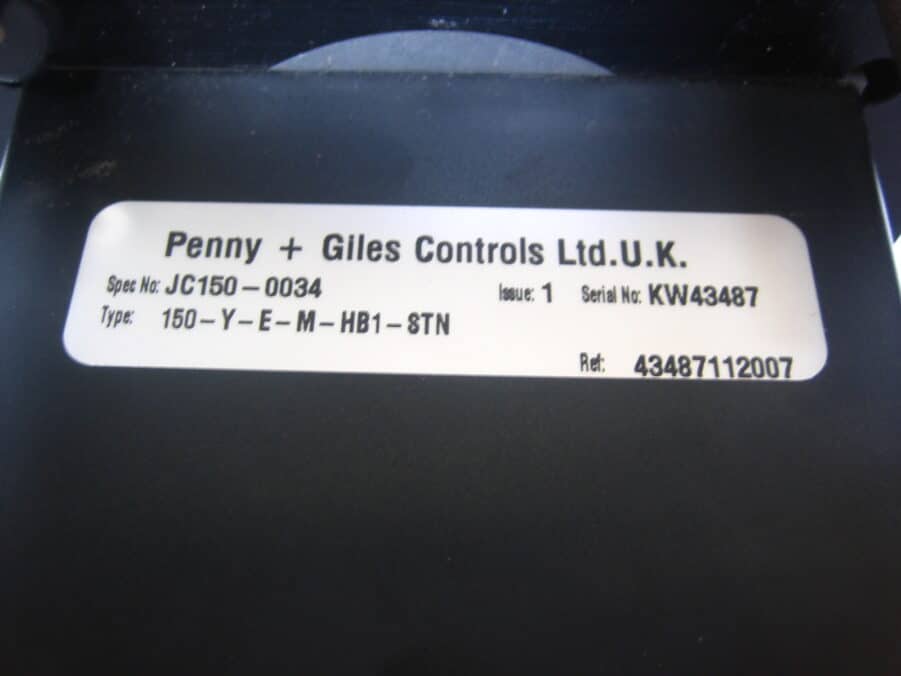 Penny + Giles Controls Ltd.U.K.
Spec No: JC150-0034 Issue: 1 Serial No: KW43487
Type: 150-Y-E-M-HB1-STN
Ref: 43487112007